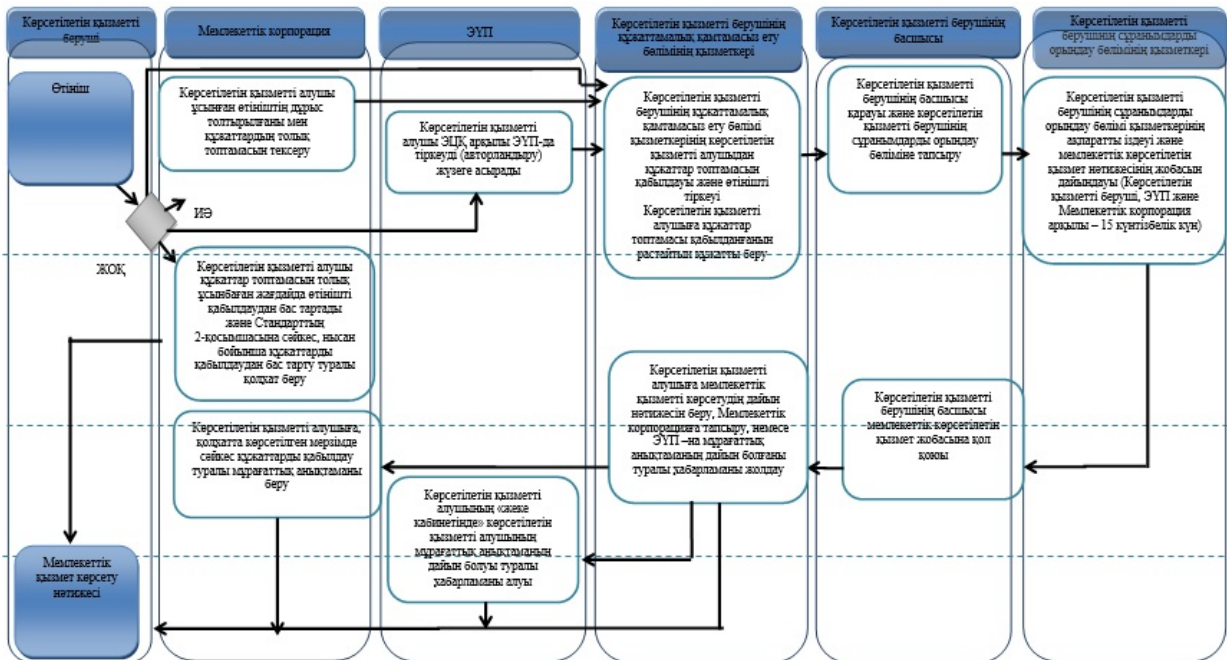 Көрсетілетін қызметті
беруші
Мемлекеттік корпорация
ЭҮП
Көрсетілетін қызметті берушінің
құжаттамалық қамтамасыз ету
бөлімінің қызметкері
Көрсетілетін қызметті берушінің
басшысы
Көрсетілетін қызметті
берушінің сұранымдарды
орындау бөлімінің қызметкері
Өтініш
Көрсетілетін қызметті алушы
ұсынған өтініштің дұрыс
толтырылғаны мен
құжаттардың толық
топтамасын тексеру
Көрсетілетін қызметті
алушы ЭЦҚ арқылы ЭҮП-да
тіркеуді (авторландыру)
жүзеге асырады
Көрсетілетін қызметті
берушінің құжаттамалық
қамтамасыз ету бөлімі
қызметкерінің көрсетілетін
қызметті алушыдан
құжаттар топтамасын
қабылдауы және өтінішті
тіркеуі
Көрсетілетін қызметті
алушыға құжаттар
топтамасы қабылданғанын
растайтын құжатты беру
Көрсетілетін қызметті
берушінің басшысы
қарауы және көрсетілетін
қызметті берушінің
сұранымдарды орындау
бөліміне тапсыру
Көрсетілетін қызметті
берушінің сұранымдарды
орындау бөлімі қызметкерінің
ақпаратты іздеуі және
мемлекеттік көрсетілетін
қызмет нәтижесінің жобасын
дайындауы (Көрсетілетін
қызметті беруші, ЭҮП және
Мемлекеттік корпорация
арқылы – 15 күнтізбелік күн)
ИӘ
ЖОҚ
Көрсетілетін қызметті алушы
құжаттар топтамасын толық
ұсынбаған жағдайда өтінішті
қабылдаудан бас тартады
және Стандарттың
2-қосымшасына сәйкес, нысан
бойынша құжаттарды
қабылдаудан бас тарту туралы
қолхат беру
Көрсетілетін қызметті
алушыға мемлекеттік
қызметті көрсетудің дайын
нәтижесін беру, Мемлекеттік
корпорацияға тапсыру, немесе
ЭҮП –на мұрағаттық
анықтаманың дайын болғаны
туралы хабарламаны жолдау
Көрсетілетін қызметті
берушінің басшысы
мемлекеттік көрсетілетін
қызмет жобасына қол
қоюы
Көрсетілетін қызметті алушыға,
қолхатта көрсетілген мерзімде
сәйкес құжаттарды қабылдау
туралы мұрағаттық анықтаманы
беру
Көрсетілетін қызметті
алушының «жеке
кабинетінде» көрсетілетін
қызметті алушының
мұрағаттық анықтаманың
дайын болуы туралы
хабарламаны алуы
Мемлекеттік
қызмет көрсету
нәтижесі